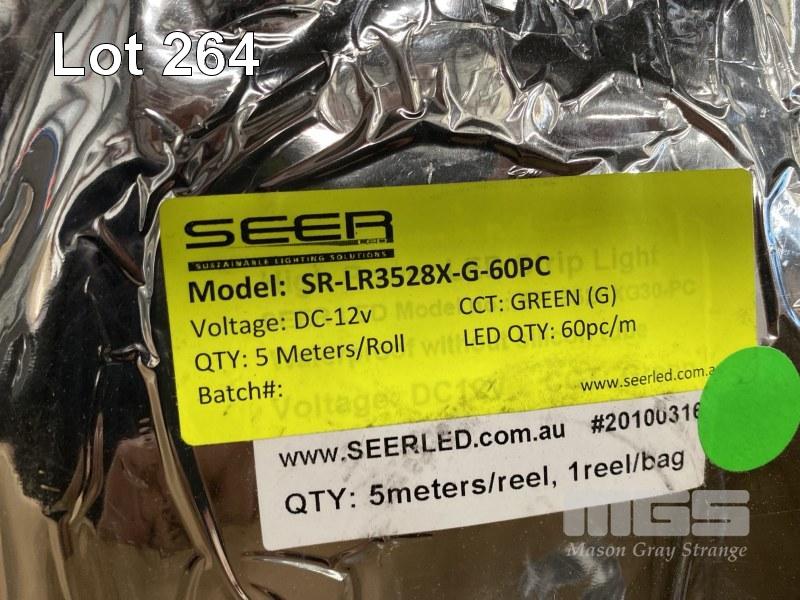 Lot 264
SEER
LED
SUSTAINABLE LIGHTING SOLUTIONS
Model: SR-LR3528X-G-60PC
Voltage: DC-12v CCT: GREEN (G)
QTY: 5 Meters/Roll LED QTY: 60pc/m
Batch#:
www.seerled.com.a
www.SEERLED.com.au #20100316
QTY: 5meters/reel, 1reel/bag
MGS
Mason Gray Strange